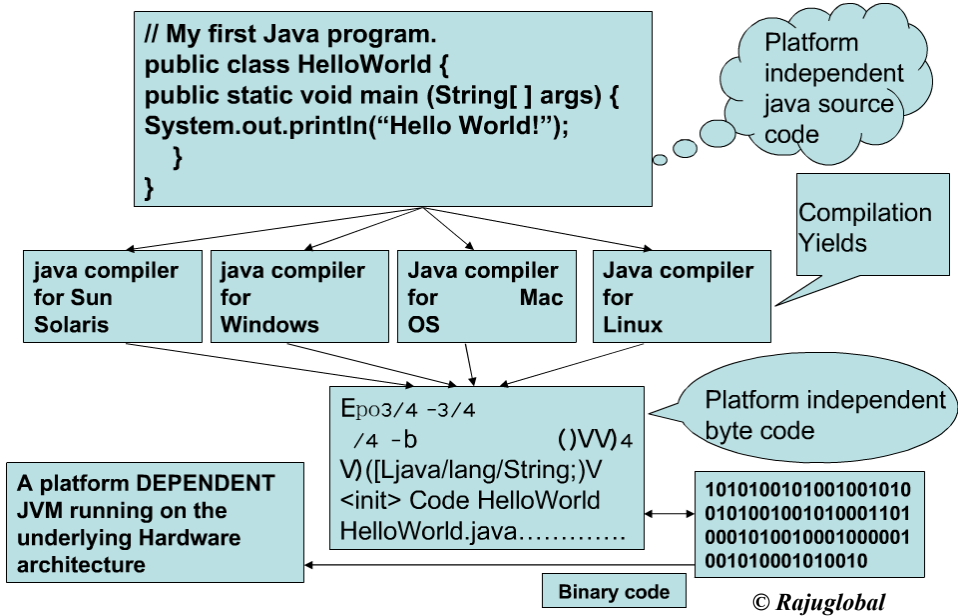 // My first Java program.
public class HelloWorld {
public static void main (String[ ] args) {
System.out.println(“Hello World!”);
}
}
Platform
independent
java source
code
Compilation
Yields
java compiler
for Sun
Solaris
java compiler
for
Windows
Java compiler
for Mac
OS
Java compiler
for
Linux
Epo3/4 -3/4
/4 -b ()VV)4
V)([Ljava/lang/String;)V
<init> Code HelloWorld
HelloWorld.java………….
Platform independent
byte code
A platform DEPENDENT
JVM running on the
underlying Hardware
architecture
1010100101001001010
0101001001010001101
0001010010001000001
001010001010010
Binary code
© Rajuglobal